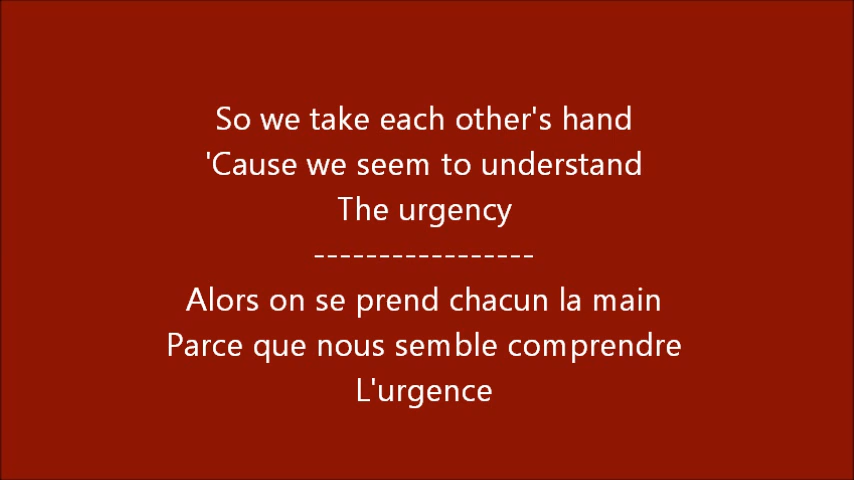 So we take each other's hand
'Cause we seem to understand
The urgency
-----------------
Alors on se prend chacun la main
Parce que nous semble comprendre
L'urgence